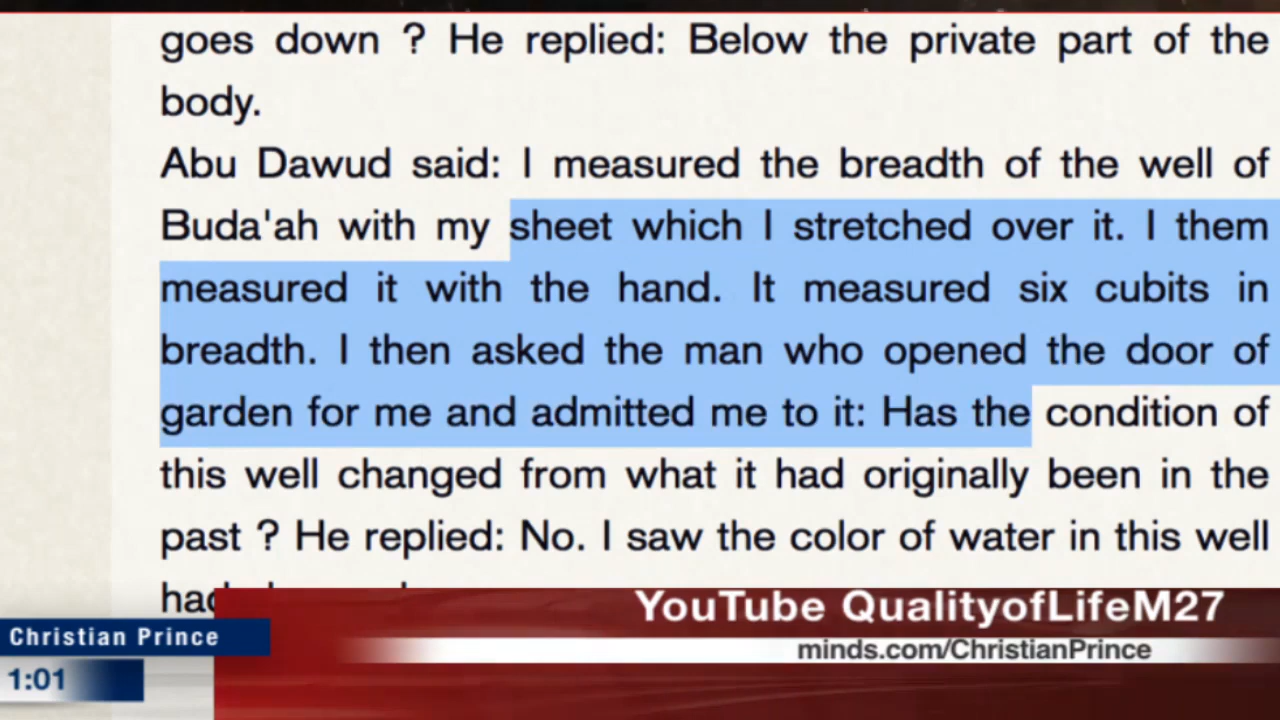 goes down ? He replied: Below the private part of the
body.
Abu Dawud said: I measured the breadth of the well of
Buda'ah with my sheet which I stretched over it. I them
measured it with the hand. It measured six cubits in
breadth. I then asked the man who opened the door of
garden for me and admitted me to it: Has the condition of
this well changed from what it had originally been in the
past ? He replied: No. I saw the color of water in this well
YouTube QualityofLifeM27
Christian Prince
minds.com/ChristianPrince
1:01